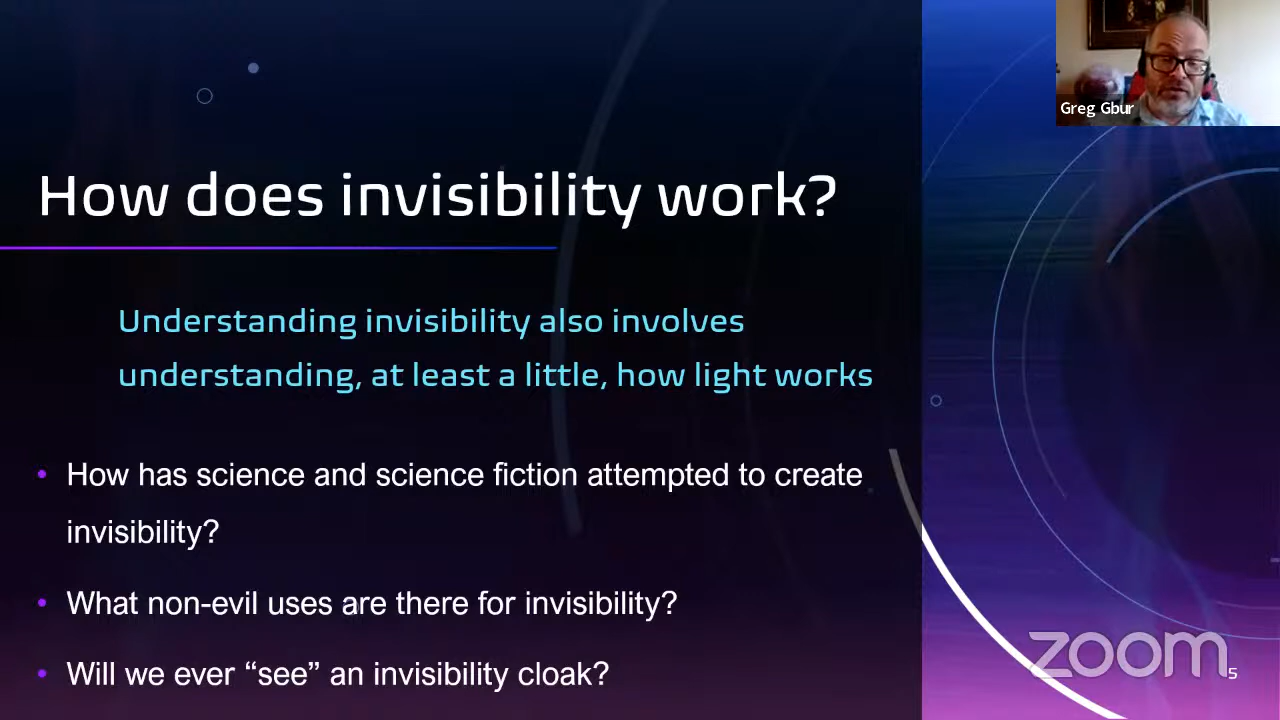 Greg Gbur
How does invisibility work?
Understanding invisibility also involves
understanding, at least a little, how light works
• How has science and science fiction attempted to create
invisibility?
• What non-evil uses are there for invisibility?
• Will we ever “see” an invisibility cloak?
zoom
5